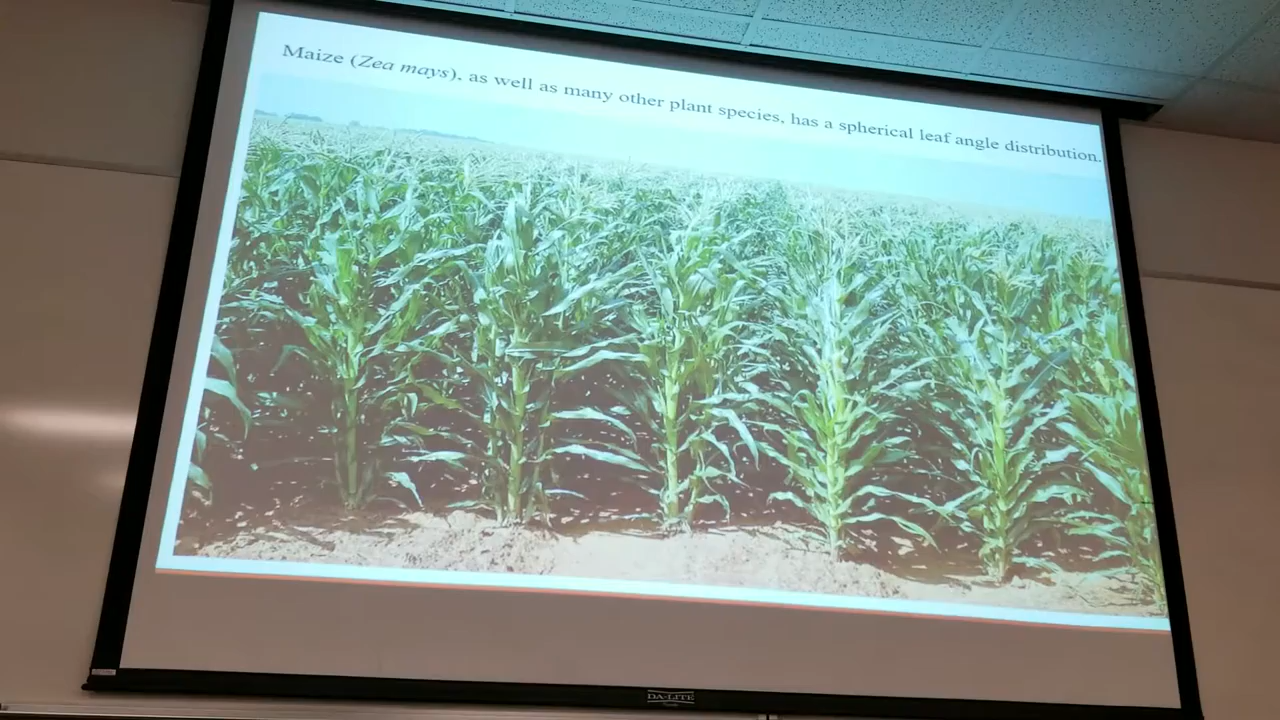 Maize (Zea mays), as well as many other plant species, has a spherical leaf angle distribution.
DA-LITE